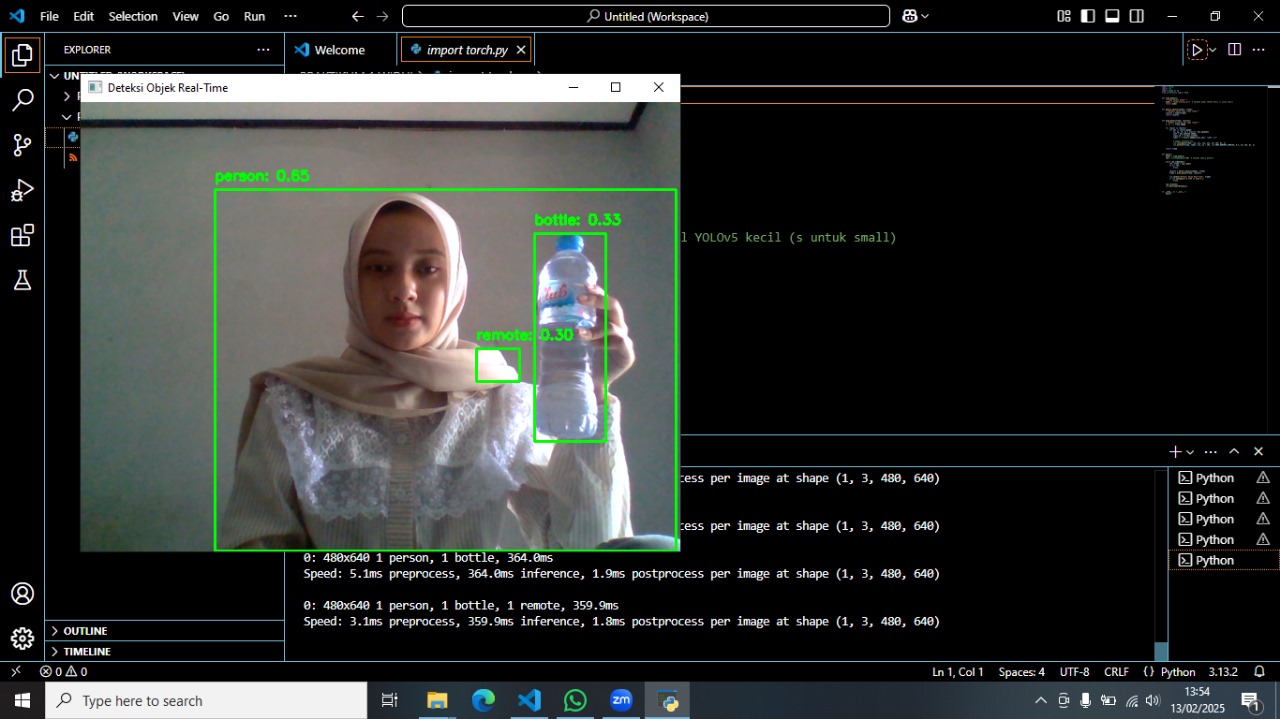 File Edit Selection View Go Run ··· Untitled (Workspace)
EXPLORER ···
Welcome import torch.py
Deteksi Objek Real-Time
person: 0.65
bottle: 0.33
remote: 0.30
Club
l YOLOv5 kecil (s untuk small)
cess per image at shape (1, 3, 480, 640)
cess per image at shape (1, 3, 480, 640)
0: 480x640 1 person, 1 bottle, 364.0ms
Speed: 5.1ms preprocess, 364.0ms inference, 1.9ms postprocess per image at shape (1, 3, 480, 640)
0: 480x640 1 person, 1 bottle, 1 remote, 359.9ms
Speed: 3.1ms preprocess, 359.9ms inference, 1.8ms postprocess per image at shape (1, 3, 480, 640)
Python
Python
Python
Python
Python
OUTLINE
TIMELINE
0 0 Ln 1, Col 1 Spaces: 4 UTF-8 CRLF {} Python 3.13.2
Type here to search zm 13:54
13/02/2025 1